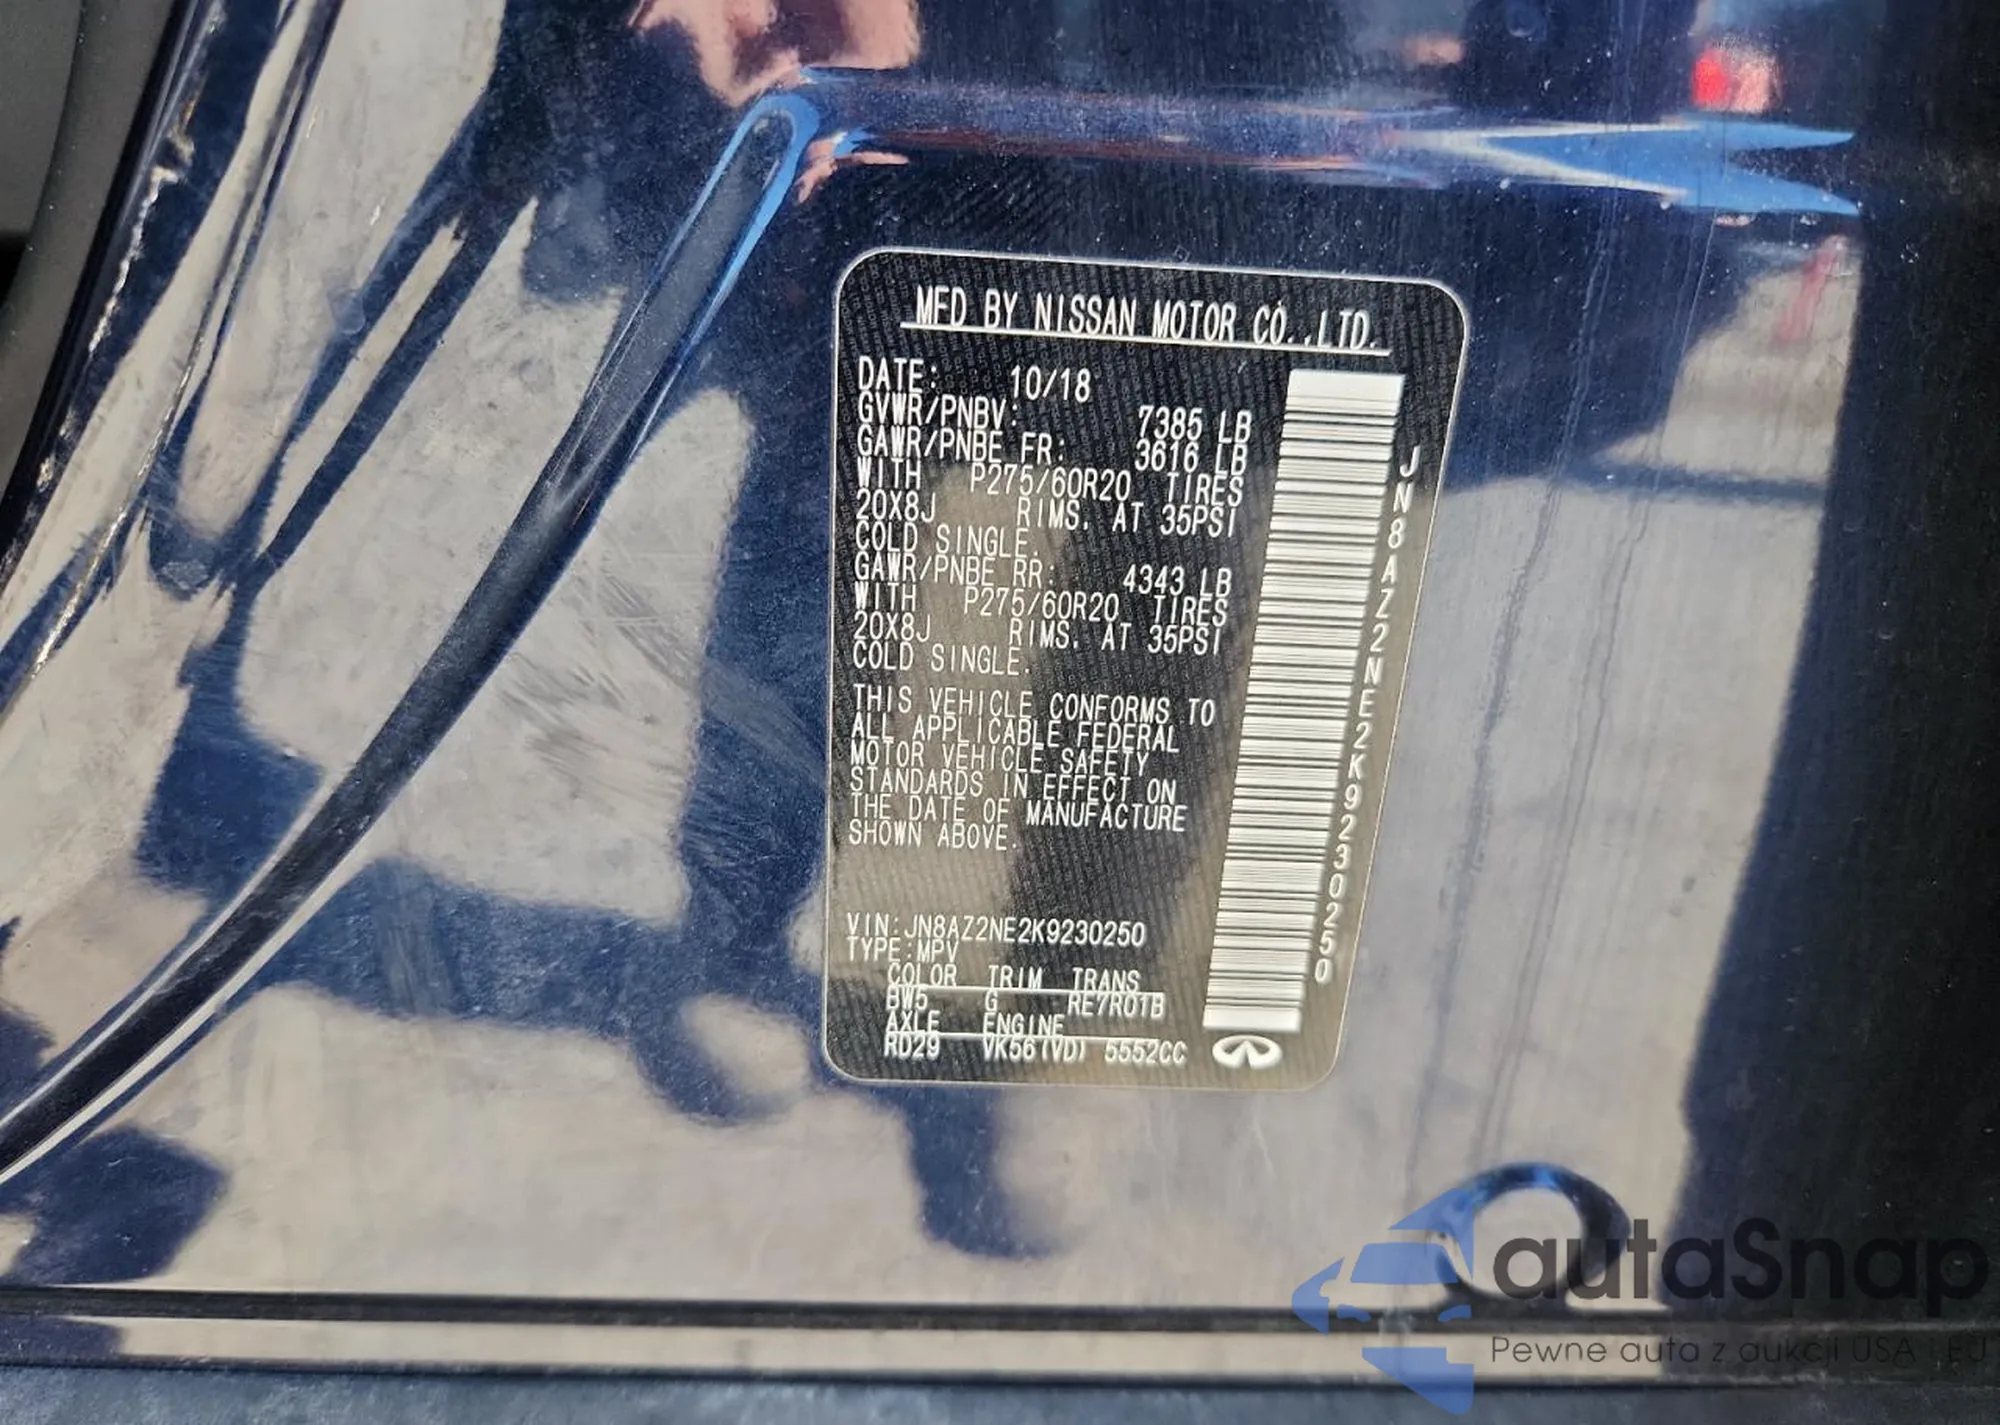 MFD BY NISSAN MOTOR CO.,LTD.
DATE: 10/18
GVWR/PNBV: 7385 LB
GAWR/PNBE FR: 3616 LB
WITH P275/60R20 TIRES
20X8J RIMS. AT 35PSI
COLD SINGLE.
GAWR/PNBE RR: 4343 LB
WITH P275/60R20 TIRES
20X8J RIMS. AT 35PSI
COLD SINGLE.
THIS VEHICLE CONFORMS TO
ALL APPLICABLE FEDERAL
MOTOR VEHICLE SAFETY
STANDARDS IN EFFECT ON
THE DATE OF MANUFACTURE
SHOWN ABOVE.
VIN:JN8AZ2NE2K9230250
TYPE:MPV
COLOR TRIM TRANS
BW5 G RE7R01B
AXLE ENGINE
RD29 VK56(VD) 5552CC
JN8AZ2NE2K9230250
autaSnap
Pewne auta z aukcji USA i EU